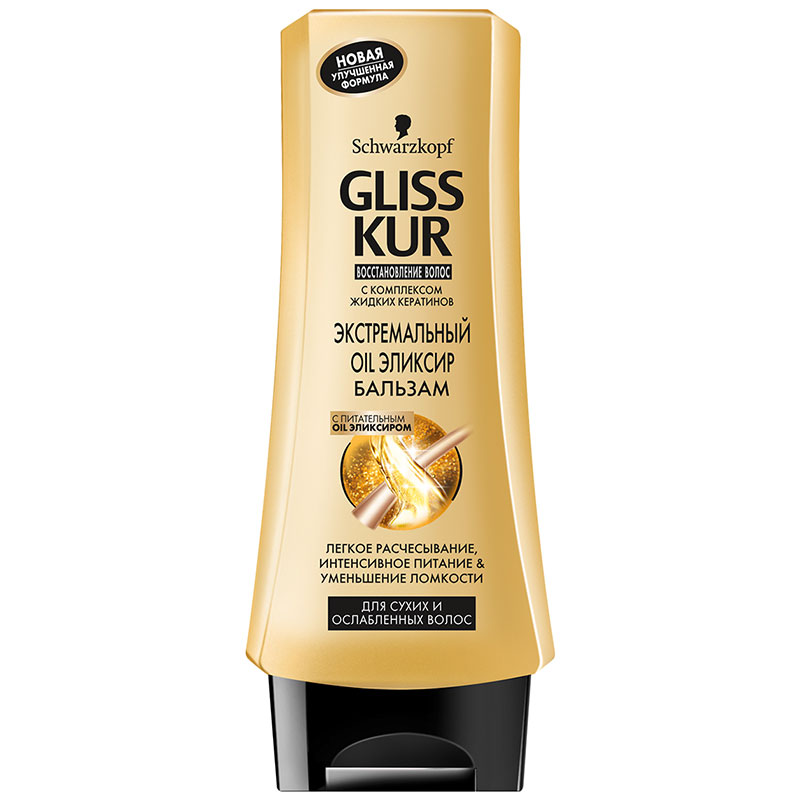 НОВАЯ
УЛУЧШЕННАЯ
ФОРМУЛА
Schwarzkopf
GLISS
KUR
ВОССТАНОВЛЕНИЕ ВОЛОС
С КОМПЛЕКСОМ
ЖИДКИХ КЕРАТИНОВ
ЭКСТРЕМАЛЬНЫЙ
OIL ЭЛИКСИР
БАЛЬЗАМ
С ПИТАТЕЛЬНЫМ
OIL ЭЛИКСИРОМ
ЛЕГКОЕ РАСЧЕСЫВАНИЕ,
ИНТЕНСИВНОЕ ПИТАНИЕ &
УМЕНЬШЕНИЕ ЛОМКОСТИ
ДЛЯ СУХИХ И
ОСЛАБЛЕННЫХ ВОЛОС